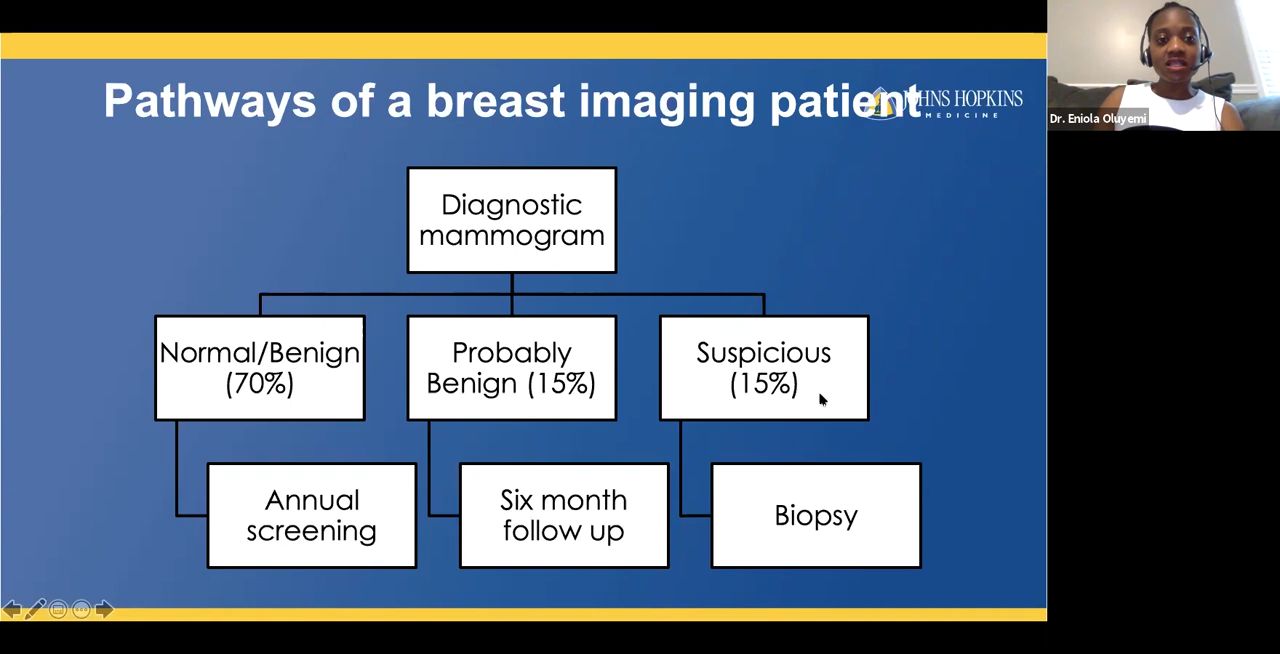 Pathways of a breast imaging patient
JOHNS HOPKINS
MEDICINE
Dr. Eniola Oluyemi
Diagnostic
mammogram
Normal/Benign
(70%)
Probably
Benign (15%)
Suspicious
(15%)
Annual
screening
Six month
follow up
Biopsy